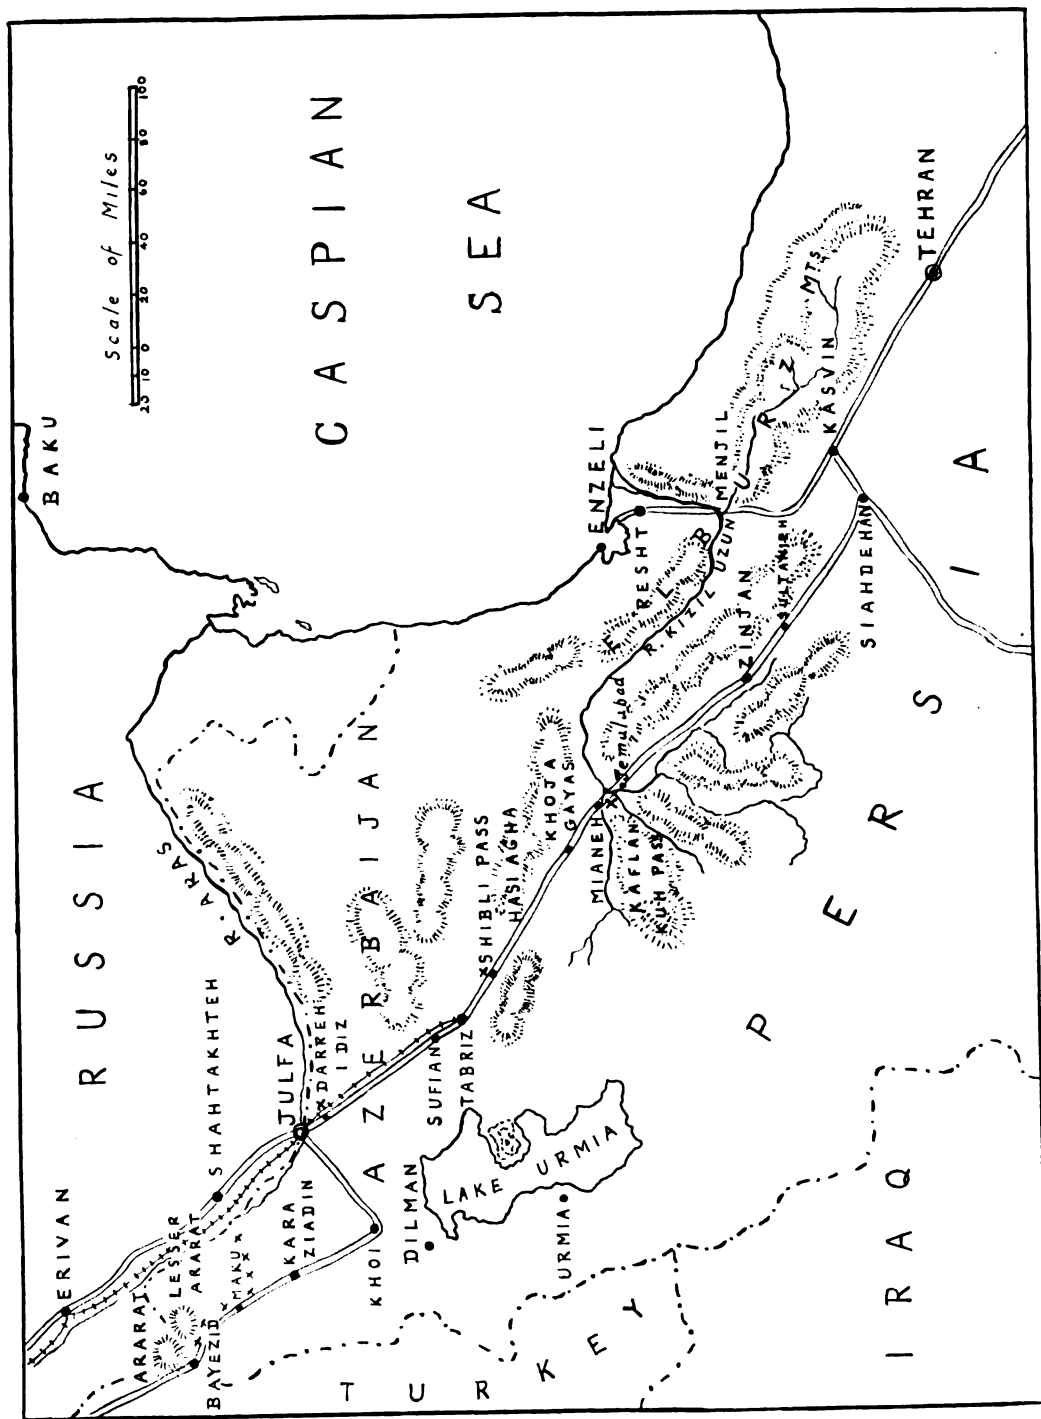 Scale of Miles
20 10 0 20 40 60 80 100
BAKU
CASPIAN
SEA
RUSSIA
ERIVAN
ARARAT
LESSER
ARARAT
BAYEZID
MAKU
SHAHTAKHTEH
KARA
ZIADIN
JULFA
R. ARAS
DARREH
I DIZ
KHOI
AZERBAIJAN
DILMAN
SUFIAN
TABRIZ
LAKE URMIA
URMIA
SHIBLI PASS
HASI AGHA
KHOJA
GAYAS
MIANEH
Jemulabad
KAFLAN
KUH PASS
R. KIZIL UZUN
ENZELI
RESHT
MENJIL
ELBURZ MTS.
ZINJAN
SULTANIEH
KASVIN
SIAHDEHAN
TEHRAN
PERSIA
TURKEY
IRAQ